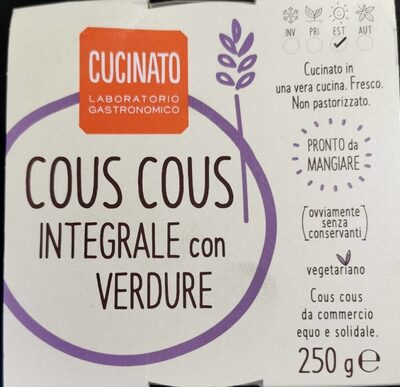 CUCINATO
LABORATORIO
GASTRONOMICO
COUS COUS
INTEGRALE con
VERDURE
INV PRI EST AUT
Cucinato in
una vera cucina. Fresco.
Non pastorizzato.
PRONTO da
MANGIARE
[ovviamente
senza
conservanti]
vegetariano
Cous cous
da commercio
equo e solidale.
250 g ℮